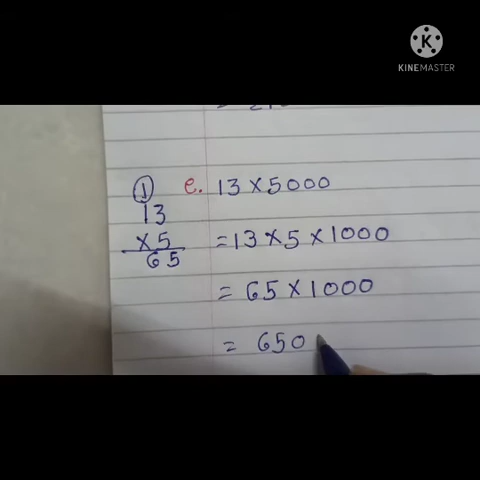 KINEMASTER
① e. 13 × 5000
13
× 5 = 13 × 5 × 1000
65
= 65 × 1000
= 650